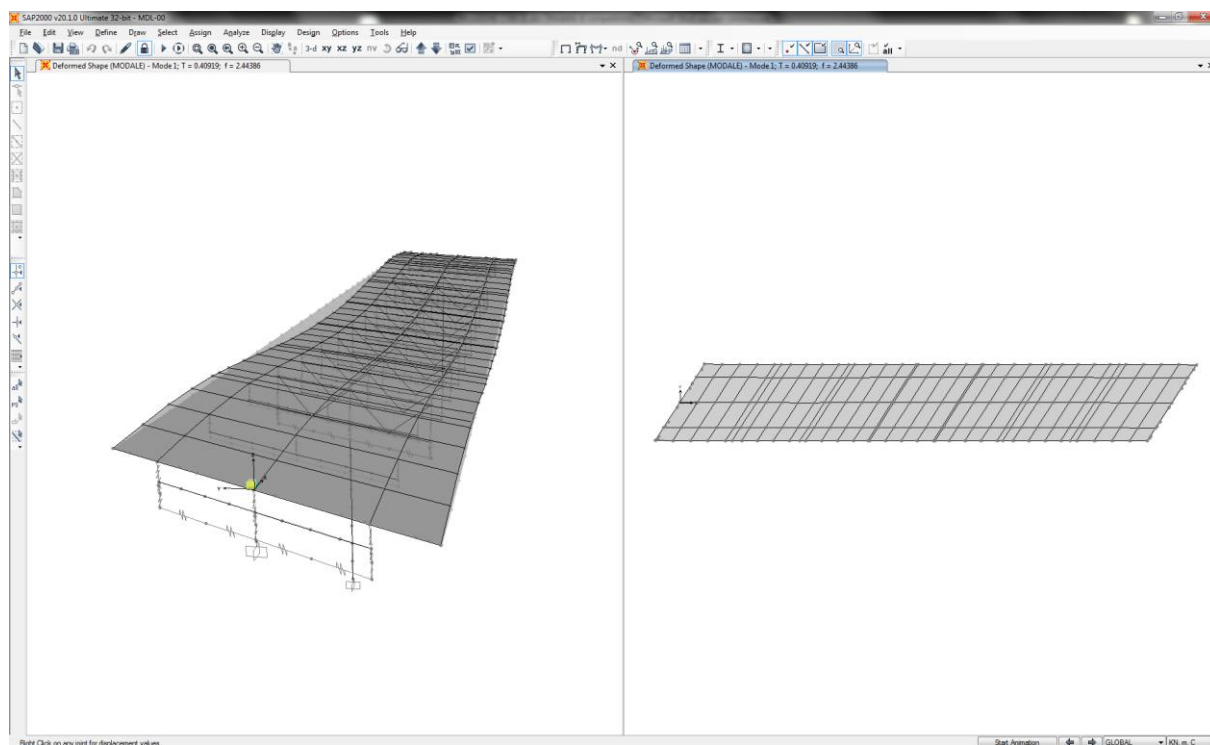 SAP2000 v20.1.0 Ultimate 32-bit - MDL-00
File Edit View Define Draw Select Assign Analyze Display Design Options Tools Help
3-d xy xz yz nv nd all
Deformed Shape (MODALE) - Mode 1; T = 0.40919; f = 2.44386
Deformed Shape (MODALE) - Mode 1; T = 0.40919; f = 2.44386
all
Right Click on any joint for displacement values
Start Animation GLOBAL KN, m, C